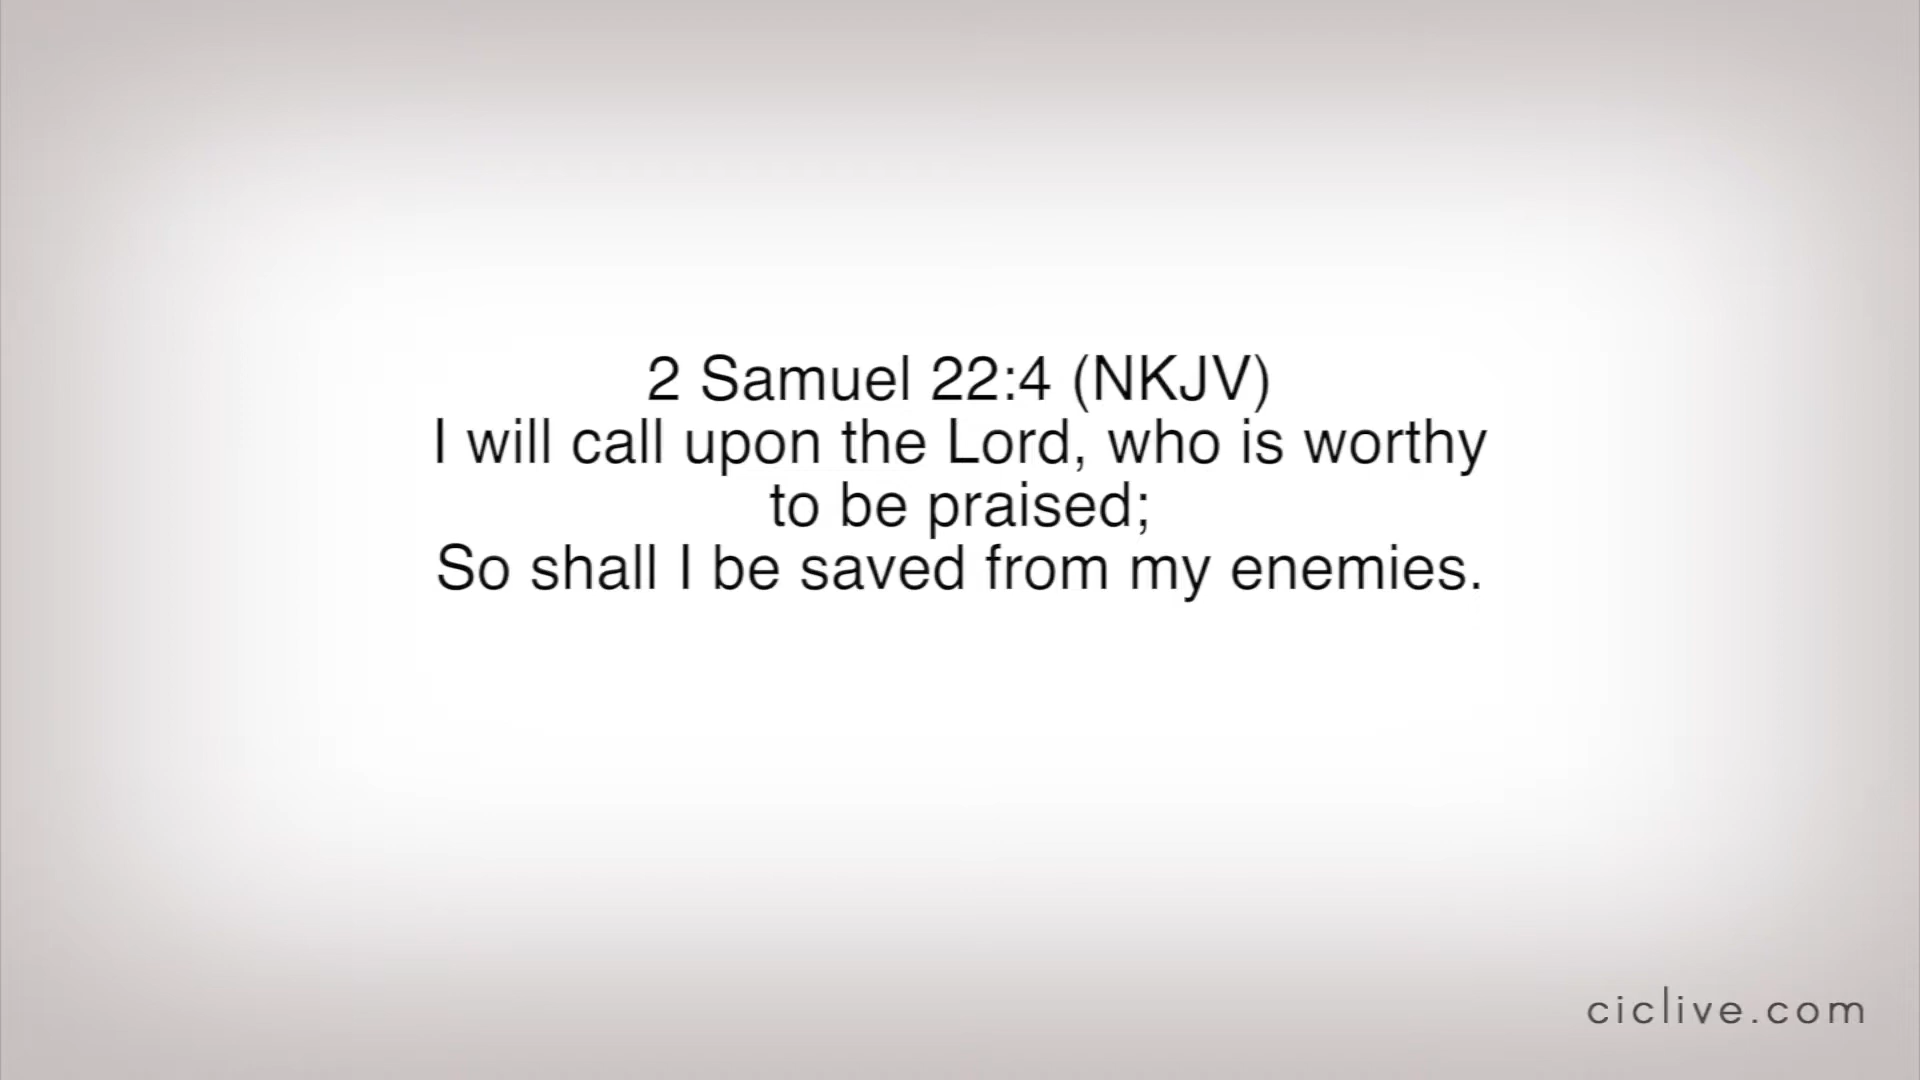 2 Samuel 22:4 (NKJV)
I will call upon the Lord, who is worthy
to be praised;
So shall I be saved from my enemies.
ciclive.com